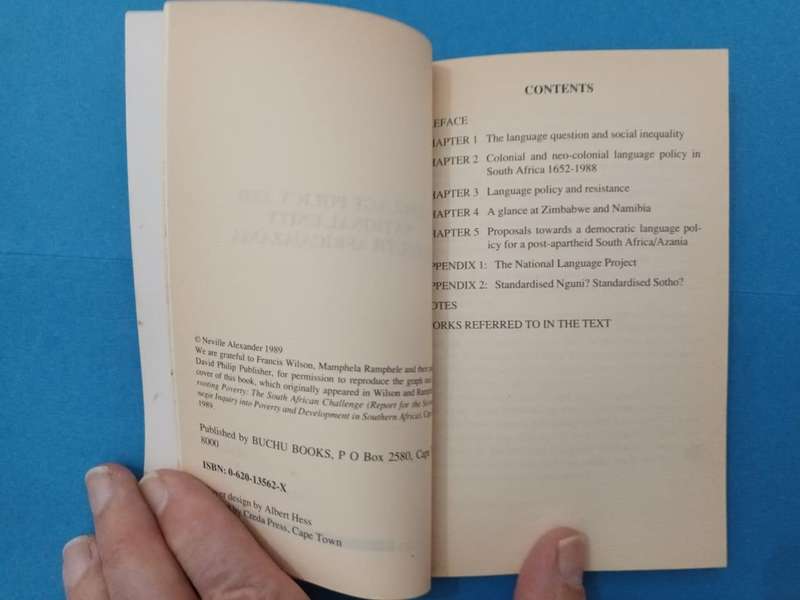 © Neville Alexander 1989
We are grateful to Francis Wilson, Mamphela Ramphele and their
David Philip Publisher, for permission to reproduce the graph
cover of this book, which originally appeared in Wilson and
rooting Poverty: The South African Challenge (Report for the
negie Inquiry into Poverty and Development in Southern Africa),
1989.
Published by BUCHU BOOKS, P O Box 2580, Cape
8000
ISBN: 0-620-13562-X
design by Albert Hess
by Creda Press, Cape Town
CONTENTS
EFACE
HAPTER 1 The language question and social inequality
HAPTER 2 Colonial and neo-colonial language policy in
South Africa 1652-1988
HAPTER 3 Language policy and resistance
HAPTER 4 A glance at Zimbabwe and Namibia
HAPTER 5 Proposals towards a democratic language pol-
icy for a post-apartheid South Africa/Azania
PPENDIX 1: The National Language Project
PPENDIX 2: Standardised Nguni? Standardised Sotho?
OTES
ORKS REFERRED TO IN THE TEXT